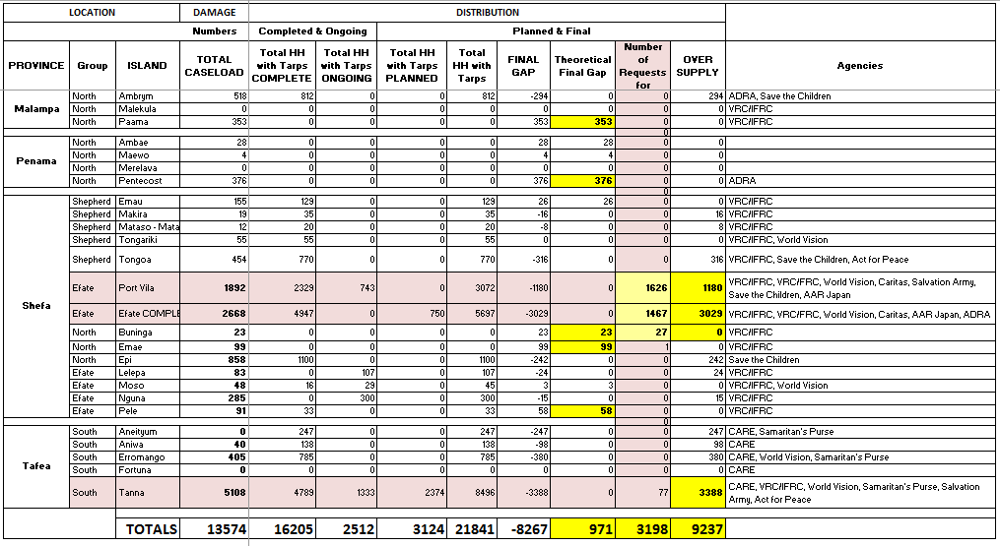 LOCATION DAMAGE DISTRIBUTION
Numbers Completed & Ongoing Planned & Final
PROVINCE Group ISLAND TOTAL CASELOAD Total HH with Tarps COMPLETE Total HH with Tarps ONGOING Total HH with Tarps PLANNED Total HH with Tarps FINAL GAP Theoretical Final Gap Number of Requests for OVER SUPPLY Agencies
Malampa North Ambrym 518 812 0 0 812 -294 0 0 294 ADRA, Save the Children
North Malekula 0 0 0 0 0 0 0 0 0 VRC/IFRC
North Paama 353 0 0 0 0 353 353 0 0 VRC/IFRC
0
Penama North Ambae 28 0 0 0 0 28 28 0 0
North Maewo 4 0 0 0 0 4 4 0 0
North Merelava 0 0 0 0 0 0 0 0 0
North Pentecost 376 0 0 0 0 376 376 0 0 ADRA
0
Shefa Shepherd Emau 155 129 0 0 129 26 26 0 0 VRC/IFRC
Shepherd Makira 19 35 0 0 35 -16 0 0 16 VRC/IFRC
Shepherd Mataso - Mata 12 20 0 0 20 -8 0 0 8 VRC/IFRC
Shepherd Tongariki 55 55 0 0 55 0 0 0 0 VRC/IFRC, World Vision
Shepherd Tongoa 454 770 0 0 770 -316 0 0 316 VRC/IFRC, Save the Children, Act for Peace
Efate Port Vila 1892 2329 743 0 3072 -1180 0 1626 1180 VRC/IFRC, VRC/IFRC, World Vision, Caritas, Salvation Army,
Save the Children, AAR Japan
Efate Efate COMPLE 2668 4947 0 750 5697 -3029 0 1467 3029 VRC/IFRC, VRC/IFRC, World Vision, Caritas, AAR Japan, ADRA
North Buninga 23 0 0 0 0 23 23 27 0 VRC/IFRC
North Emae 99 0 0 0 0 99 99 1 0 VRC/IFRC
North Epi 858 1100 0 0 1100 -242 0 0 242 Save the Children
Efate Lelepa 83 0 107 0 107 -24 0 0 24 VRC/IFRC
Efate Moso 48 16 29 0 45 3 0 0 0 VRC/IFRC, World Vision
Efate Nguna 285 0 300 0 300 -15 0 0 15 VRC/IFRC
Efate Pele 91 33 0 0 33 58 58 0 0 VRC/IFRC
0
Tafea South Aneityum 0 247 0 0 247 -247 0 0 247 CARE, Samaritan's Purse
South Aniwa 40 138 0 0 138 -98 0 0 98 CARE
South Erromango 405 785 0 0 785 -380 0 0 380 CARE, World Vision, Samaritan's Purse
South Fortuna 0 0 0 0 0 0 0 0 0 CARE
South Tanna 5108 4789 1333 2374 8496 -3388 0 77 3388 CARE, VRC/IFRC, World Vision, Samaritan's Purse, Salvation
Army, Act for Peace
TOTALS 13574 16205 2512 3124 21841 -8267 971 3198 9237